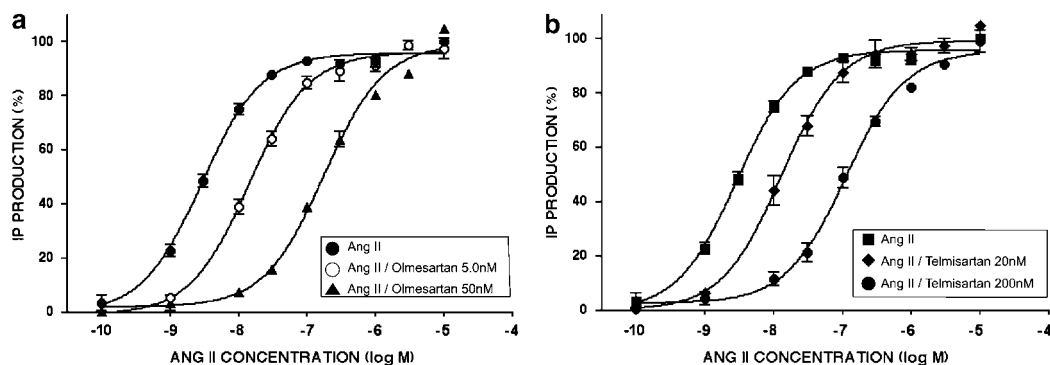 a
IP PRODUCTION (%)
100
80
60
40
20
0
Ang II
Ang II / Olmesartan 5.0nM
Ang II / Olmesartan 50nM
-10 -9 -8 -7 -6 -5 -4
ANG II CONCENTRATION (log M)
b
IP PRODUCTION (%)
100
80
60
40
20
0
Ang II
Ang II / Telmisartan 20nM
Ang II / Telmisartan 200nM
-10 -9 -8 -7 -6 -5 -4
ANG II CONCENTRATION (log M)